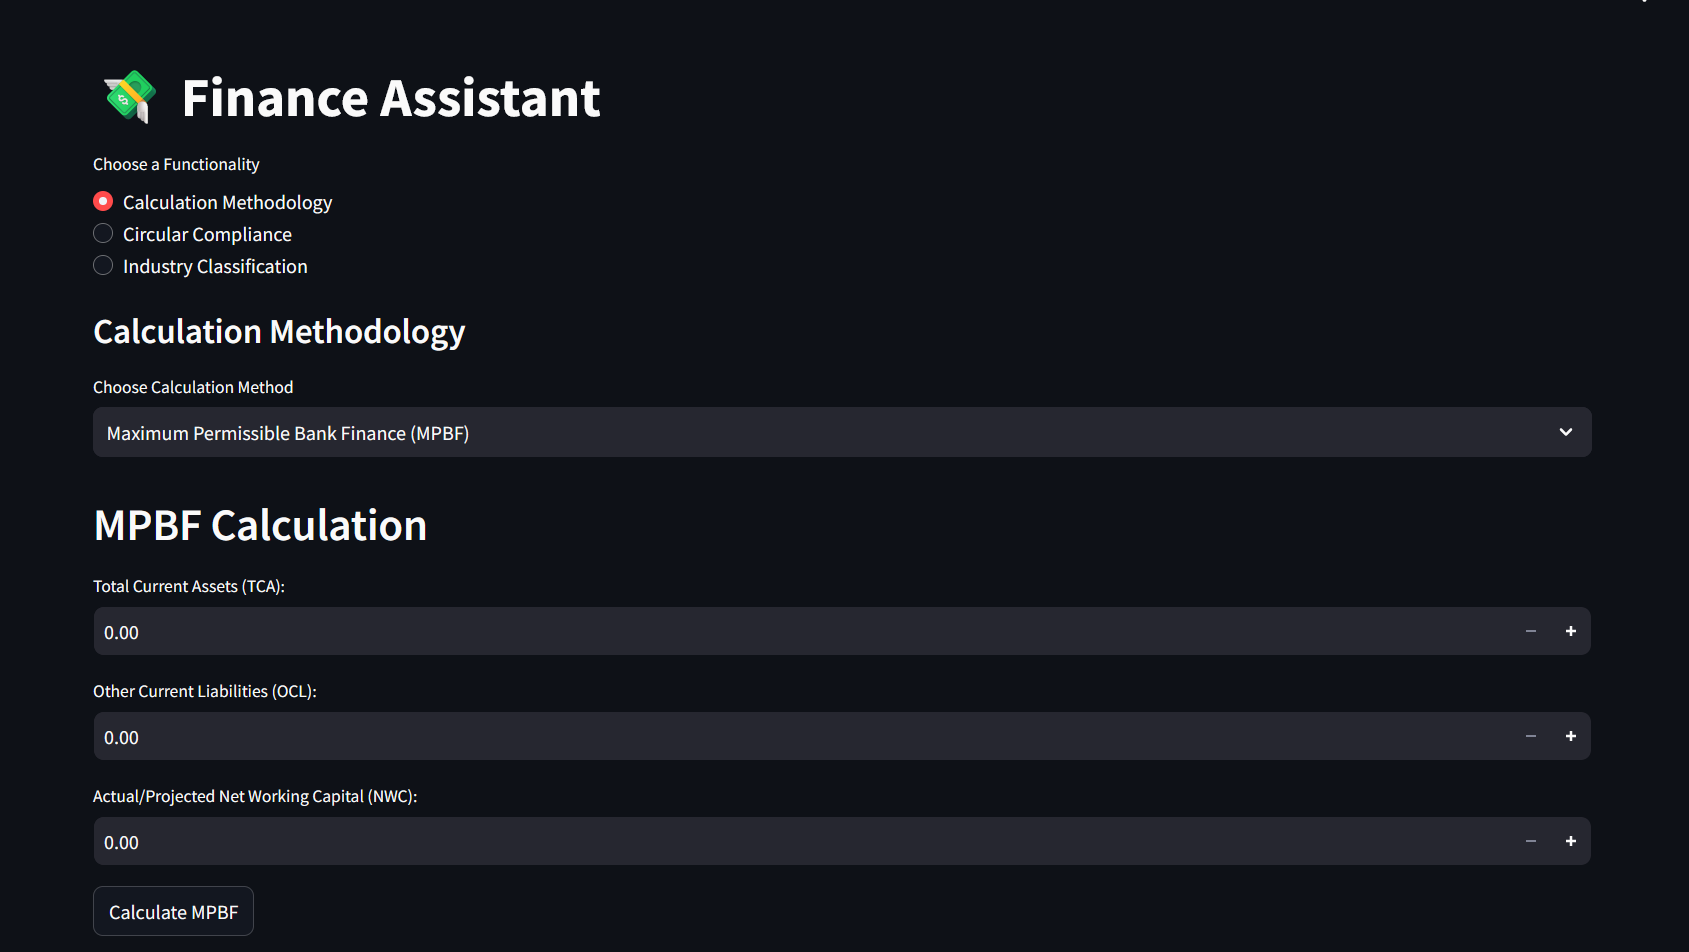 Finance Assistant
Choose a Functionality
Calculation Methodology
Circular Compliance
Industry Classification
Calculation Methodology
Choose Calculation Method
Maximum Permissible Bank Finance (MPBF)
MPBF Calculation
Total Current Assets (TCA):
0.00
Other Current Liabilities (OCL):
0.00
Actual/Projected Net Working Capital (NWC):
0.00
Calculate MPBF